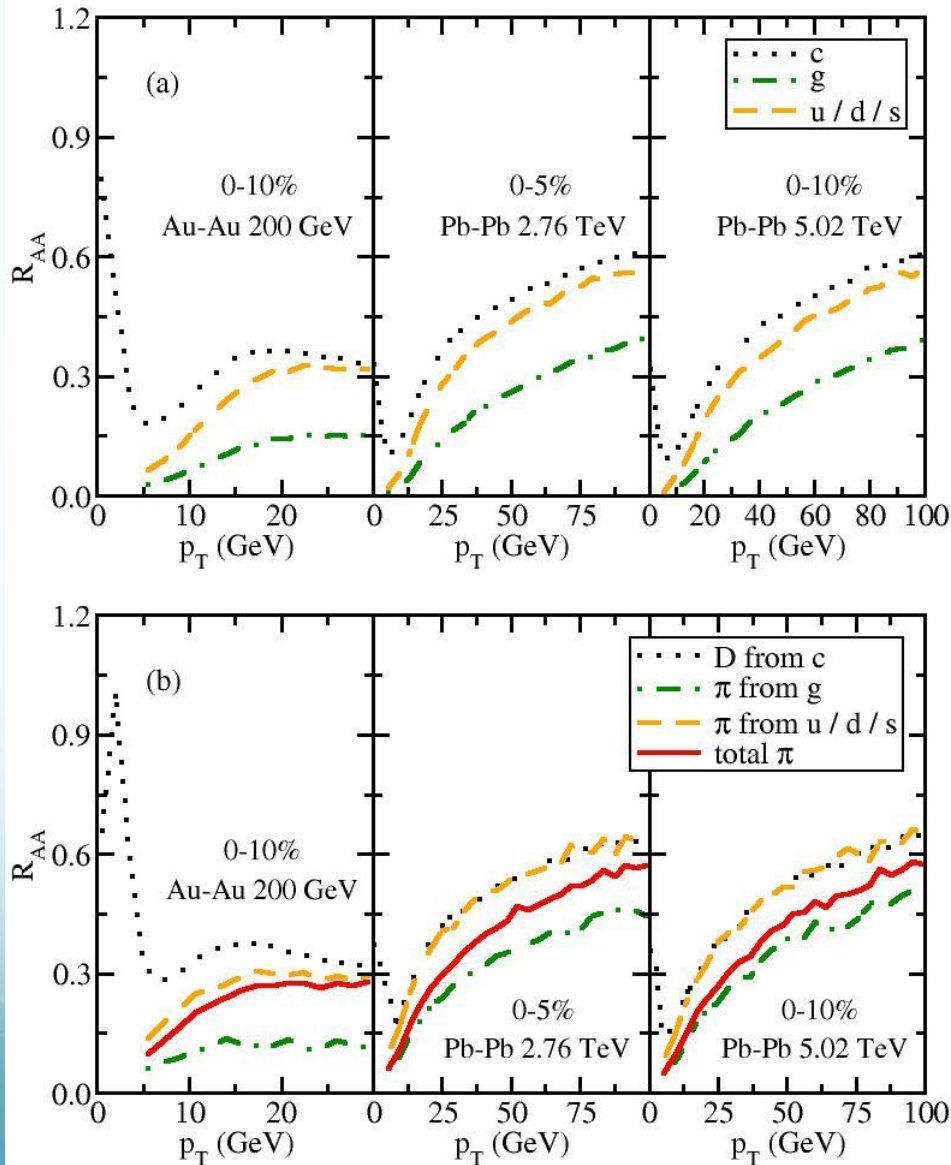 1.2
0.9
0.6
0.3
0.0
R_AA
(a)
c
g
u / d / s
0-10%
Au-Au 200 GeV
0-5%
Pb-Pb 2.76 TeV
0-10%
Pb-Pb 5.02 TeV
0 10 20 0 25 50 75 0 20 40 60 80 100
p_T (GeV) p_T (GeV) p_T (GeV)
1.2
0.9
0.6
0.3
0.0
R_AA
(b)
D from c
π from g
π from u / d / s
total π
0-10%
Au-Au 200 GeV
0-5%
Pb-Pb 2.76 TeV
0-10%
Pb-Pb 5.02 TeV
0 10 20 0 25 50 75 0 25 50 75 100
p_T (GeV) p_T (GeV) p_T (GeV)